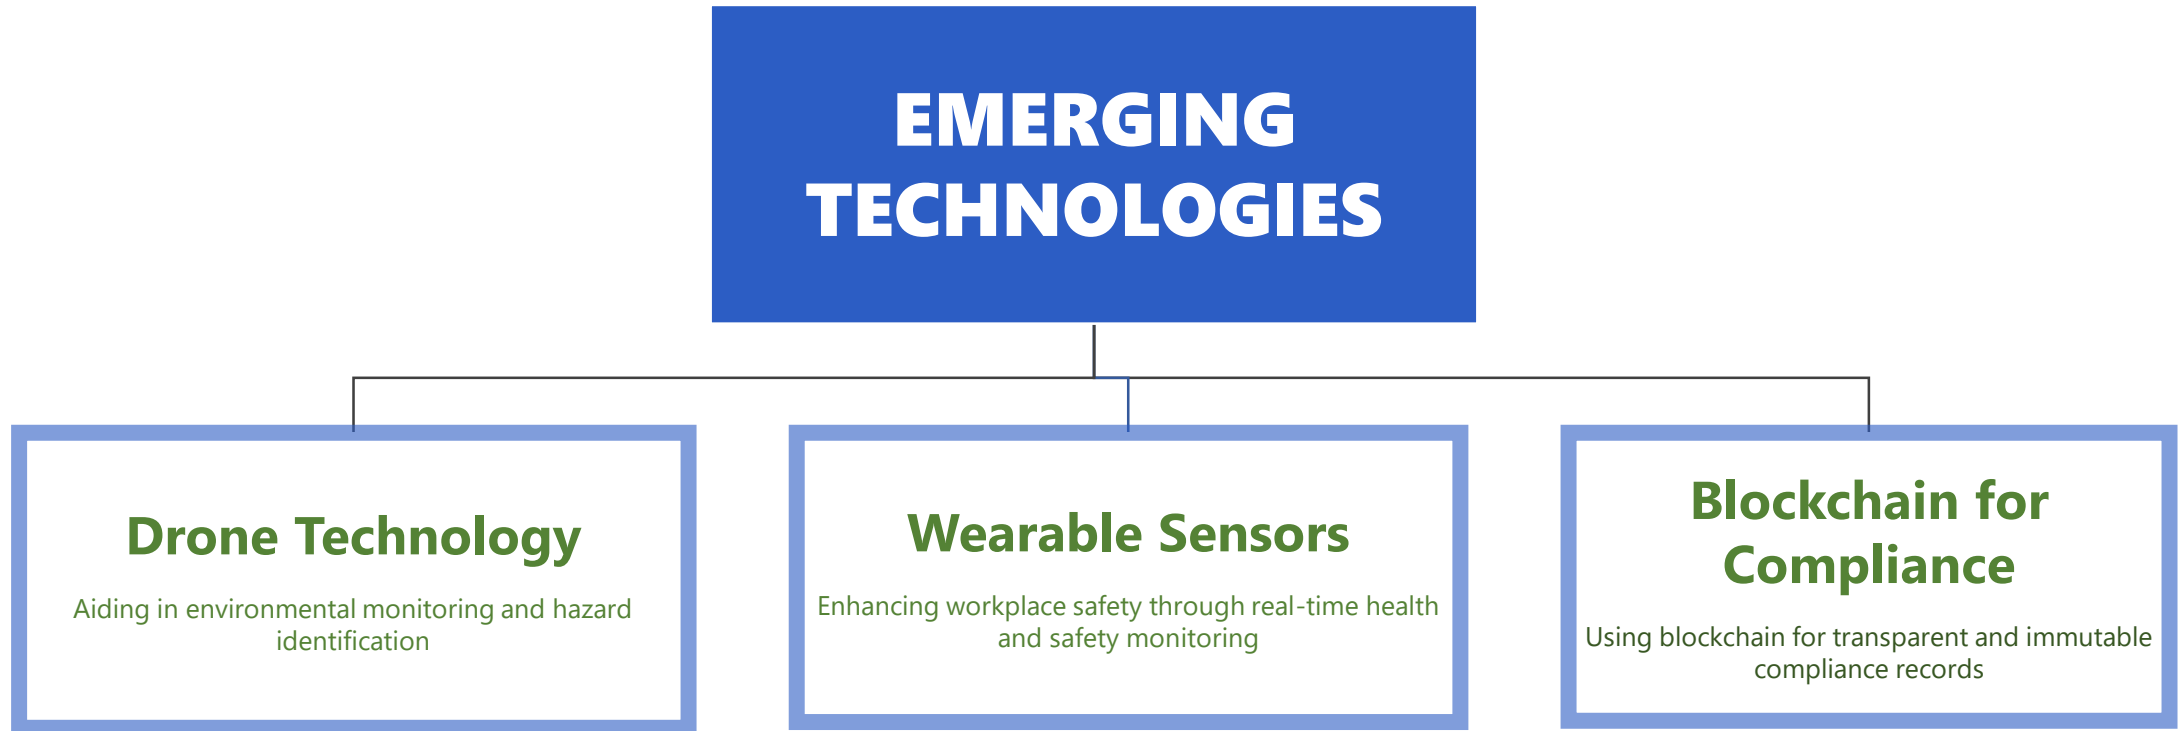 EMERGING
TECHNOLOGIES
Drone Technology
Aiding in environmental monitoring and hazard
identification
Wearable Sensors
Enhancing workplace safety through real-time health
and safety monitoring
Blockchain for
Compliance
Using blockchain for transparent and immutable
compliance records